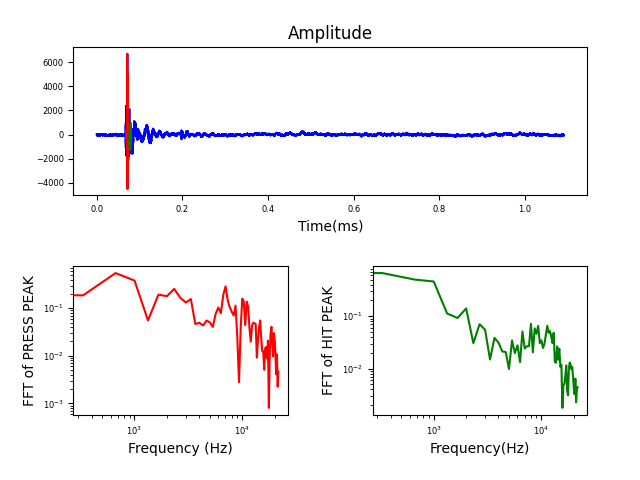 Amplitude
6000
4000
2000
0
−2000
−4000
0.0 0.2 0.4 0.6 0.8 1.0
Time(ms)
FFT of PRESS PEAK
10⁻¹
10⁻²
10⁻³
10³ 10⁴
Frequency (Hz)
FFT of HIT PEAK
10⁻¹
10⁻²
10³ 10⁴
Frequency(Hz)